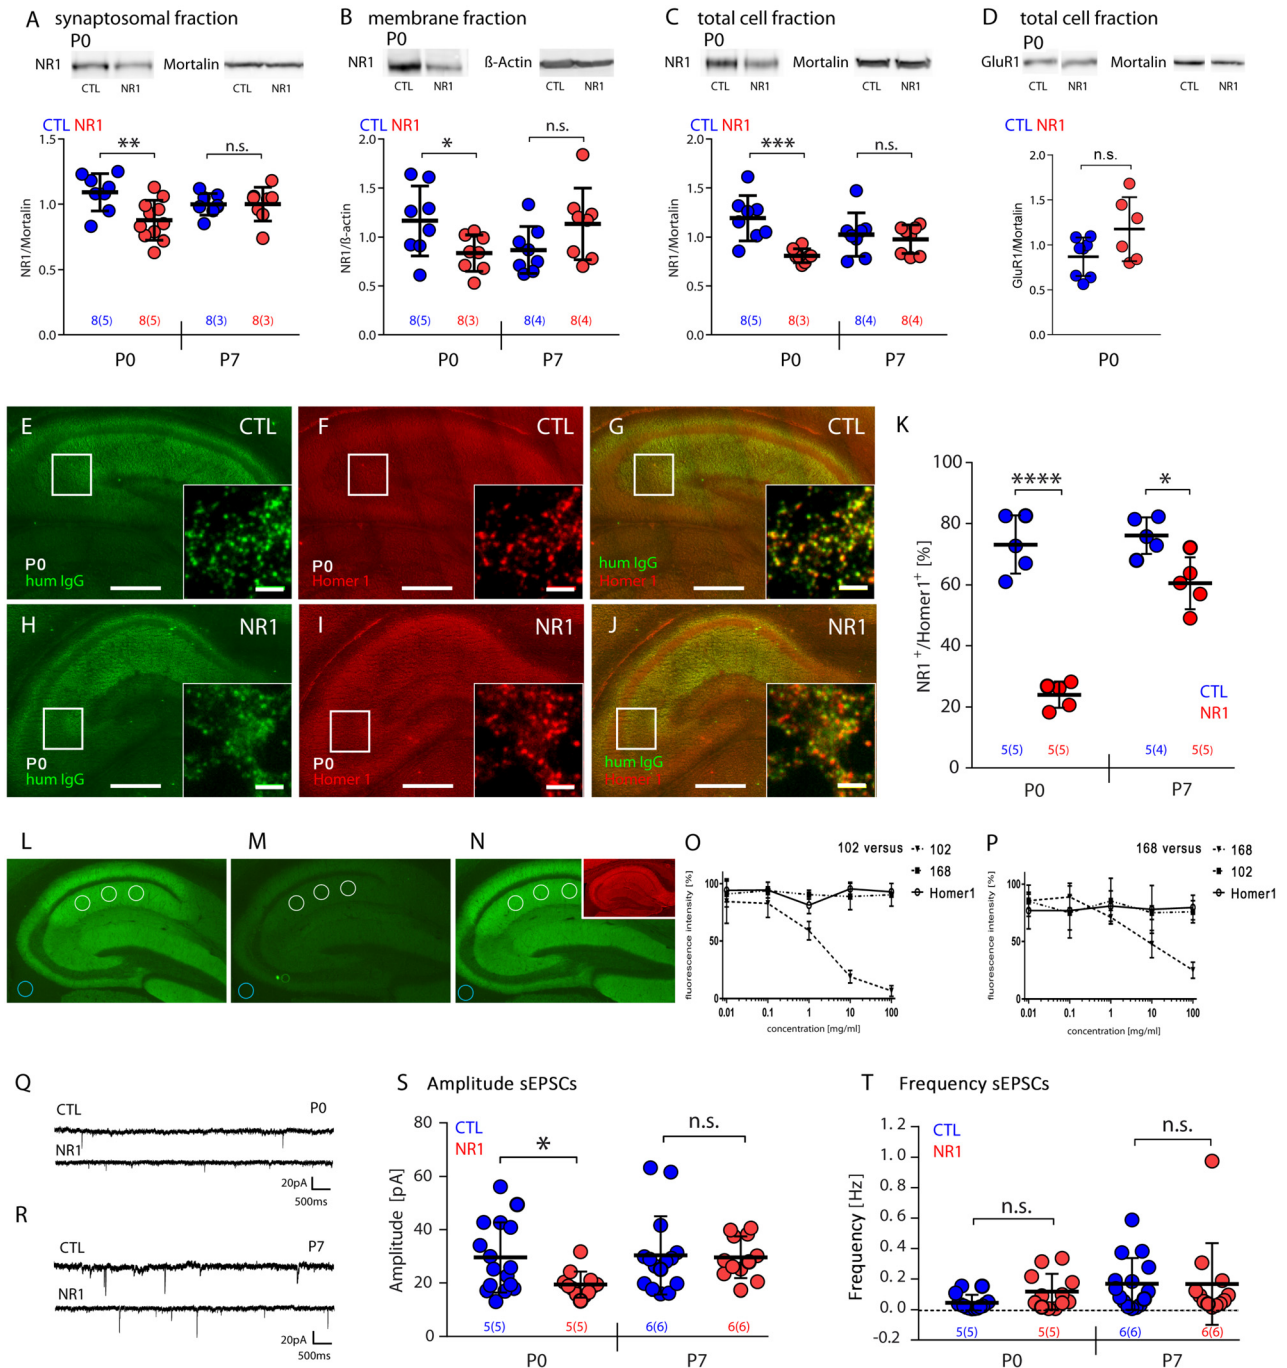 A synaptosomal fraction
P0
NR1
Mortalin
CTL NR1
CTL NR1
CTL NR1
NR1/Mortalin
1.5
1.0
0.5
0.0
**
n.s.
8(5) 8(5) 8(3) 8(3)
P0 P7
B membrane fraction
P0
NR1
ß-Actin
CTL NR1
CTL NR1
CTL NR1
NR1/ß-actin
2.0
1.5
1.0
0.5
0.0
*
n.s.
8(5) 8(3) 8(4) 8(4)
P0 P7
C total cell fraction
P0
NR1
Mortalin
CTL NR1
CTL NR1
CTL NR1
NR1/Mortalin
2.0
1.5
1.0
0.5
0.0
***
n.s.
8(5) 8(3) 8(4) 8(4)
P0 P7
D total cell fraction
P0
GluR1
Mortalin
CTL NR1
CTL NR1
CTL NR1
GluR1/Mortalin
2.0
1.5
1.0
0.5
0.0
n.s.
P0
E CTL
P0
hum IgG
F CTL
P0
Homer 1
G CTL
hum IgG
Homer 1
H NR1
P0
hum IgG
I NR1
P0
Homer 1
J NR1
hum IgG
Homer 1
K
NR1+/Homer1+ [%]
100
80
60
40
20
0
****
*
CTL
NR1
5(5) 5(5) 5(4) 5(5)
P0 P7
L
M
N
O
102 versus
102
168
Homer1
fluorescence intensity [%]
100
50
0
0.01 0.1 1 10 100
concentration [mg/ml]
P
168 versus
168
102
Homer1
fluorescence intensity [%]
100
50
0
0.01 0.1 1 10 100
concentration [mg/ml]
Q
CTL P0
NR1
20pA
500ms
R
CTL P7
NR1
20pA
500ms
S Amplitude sEPSCs
CTL
NR1
Amplitude [pA]
80
60
40
20
0
*
n.s.
5(5) 5(5) 6(6) 6(6)
P0 P7
T Frequency sEPSCs
CTL
NR1
Frequency [Hz]
1.2
1.0
0.8
0.6
0.4
0.2
0.0
-0.2
n.s.
n.s.
5(5) 5(5) 6(6) 6(6)
P0 P7